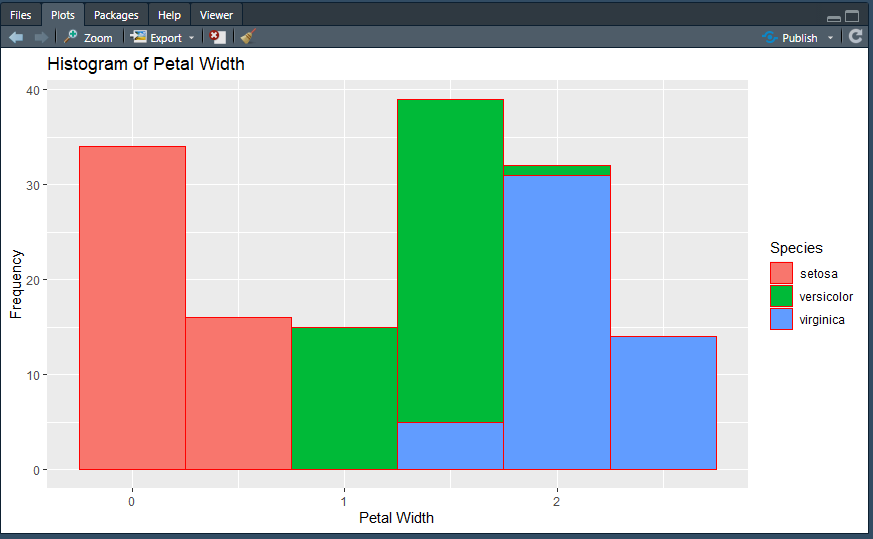 Files Plots Packages Help Viewer
Zoom Export Publish
Histogram of Petal Width
40
30
20
10
0
Frequency
0 1 2
Petal Width
Species
setosa
versicolor
virginica